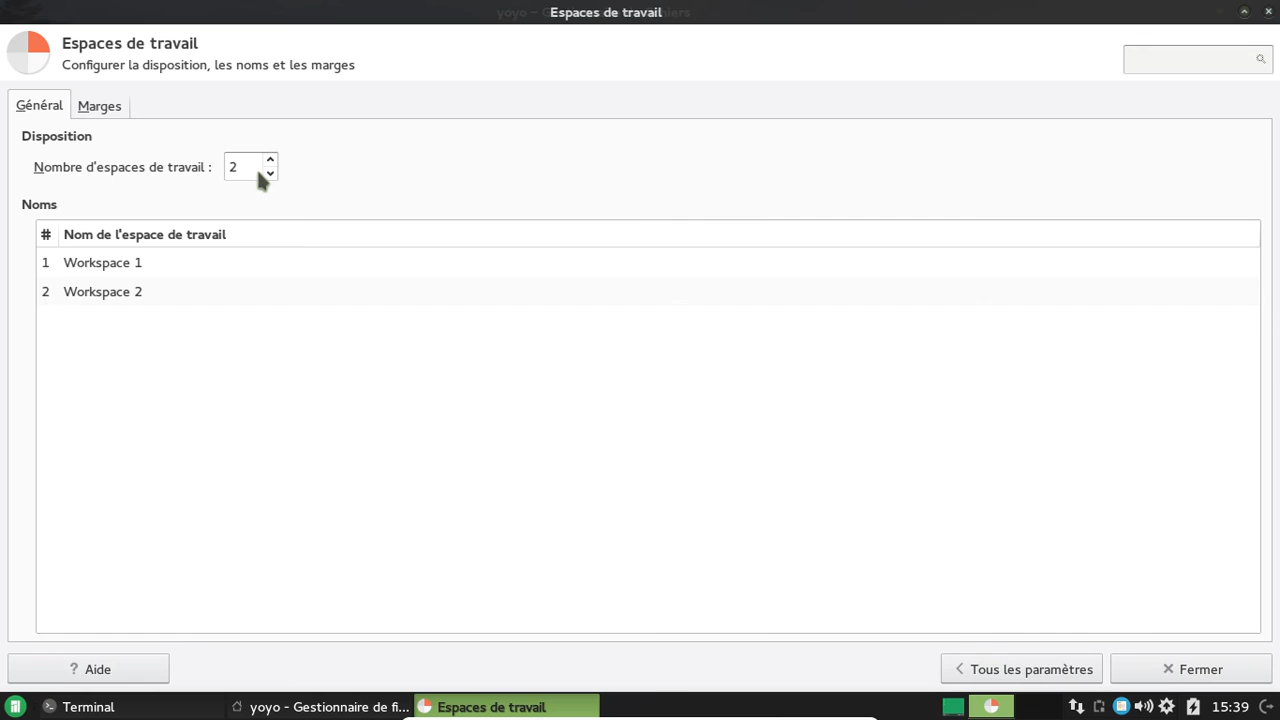 yoyo - G
Espaces de travail
hiers
Espaces de travail
Configurer la disposition, les noms et les marges
Général
Marges
Disposition
Nombre d'espaces de travail :
2
Noms
# Nom de l'espace de travail
1 Workspace 1
2 Workspace 2
? Aide
Tous les paramètres
Fermer
Terminal
yoyo - Gestionnaire de fi...
Espaces de travail
15:39